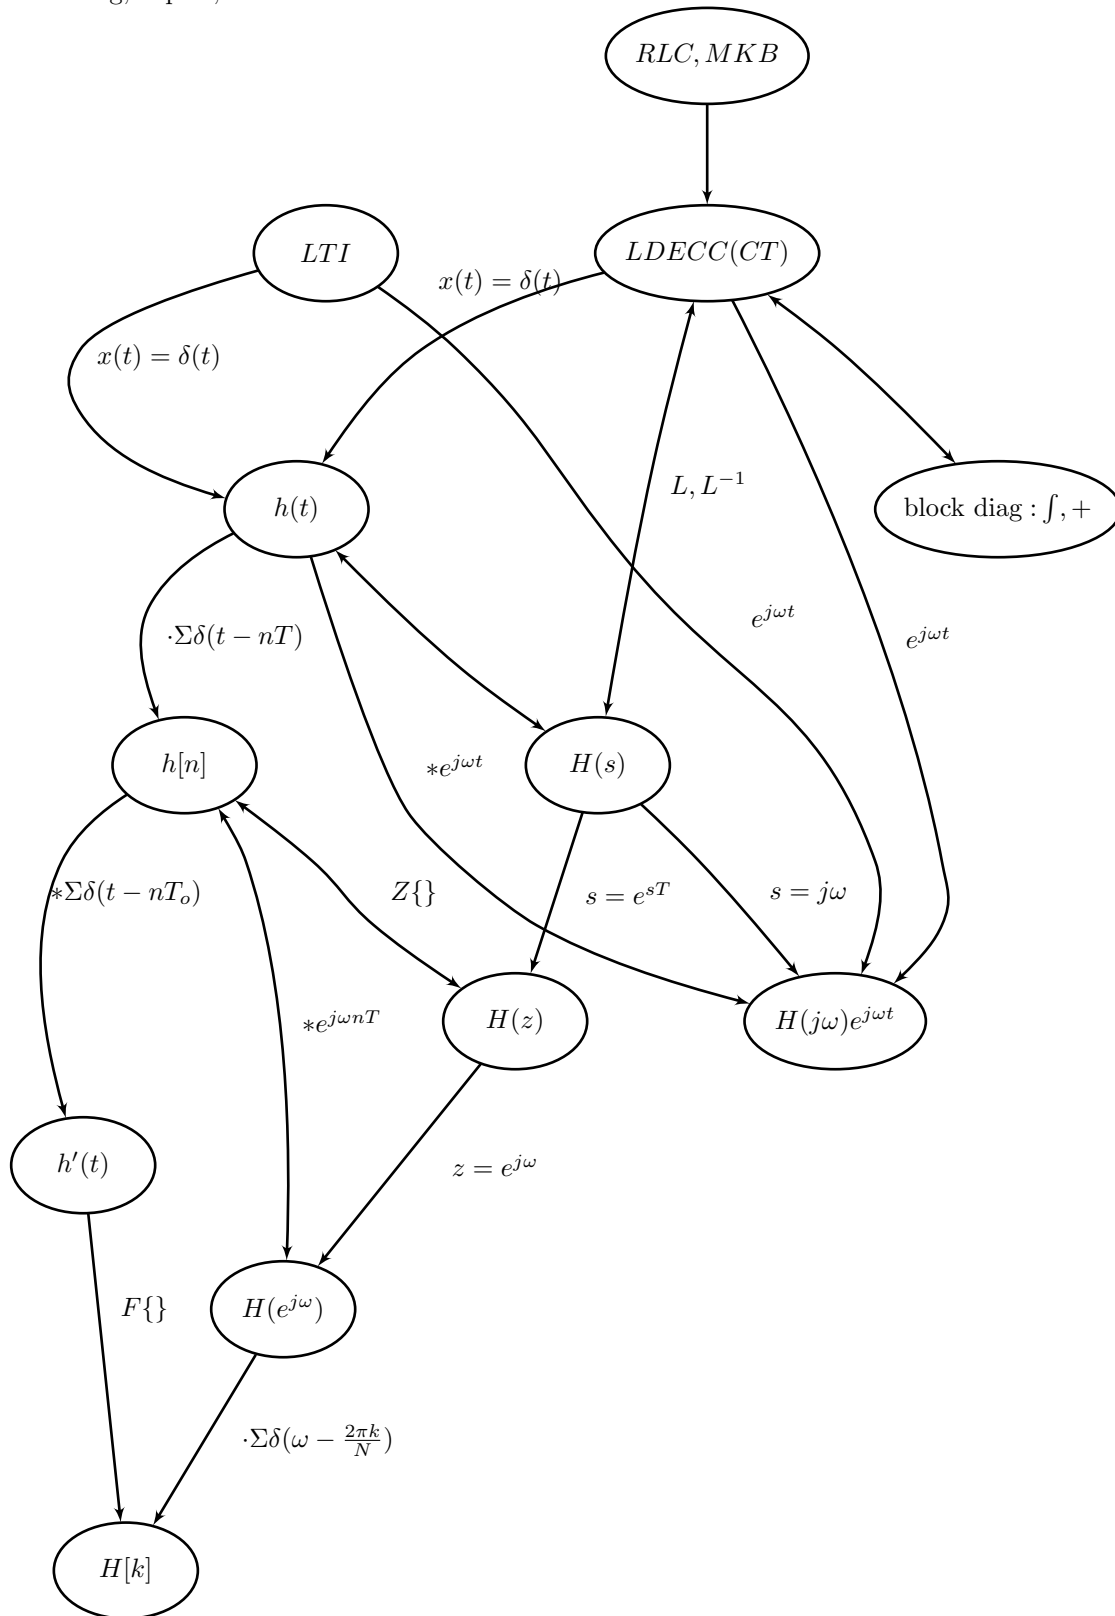 RLC, MKB
LTI
LDECC(CT)
x(t) = δ(t)
x(t) = δ(t)
L, L⁻¹
h(t)
block diag : ∫, +
e^{jωt}
·Σδ(t − nT)
e^{jωt}
h[n]
∗e^{jωt}
H(s)
∗Σδ(t − nT_o)
Z{}
s = e^{sT}
s = jω
∗e^{jωnT}
H(z)
H(jω)e^{jωt}
h′(t)
z = e^{jω}
F{}
H(e^{jω})
·Σδ(ω − \frac{2πk}{N})
H[k]